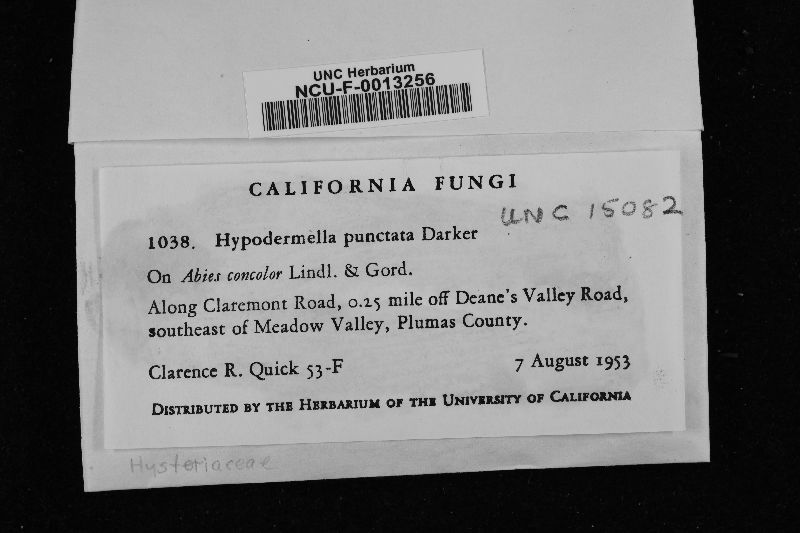 UNC Herbarium
NCU-F-0013256
CALIFORNIA FUNGI
UNC 15082
1038. Hypodermella punctata Darker
On Abies concolor Lindl. & Gord.
Along Claremont Road, 0.25 mile off Deane's Valley Road,
southeast of Meadow Valley, Plumas County.
Clarence R. Quick 53-F 7 August 1953
DISTRIBUTED BY THE HERBARIUM OF THE UNIVERSITY OF CALIFORNIA
Hysteriaceae